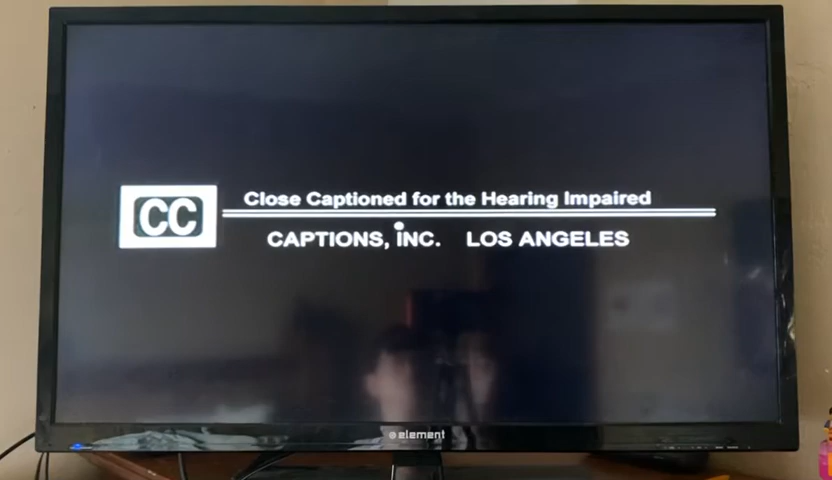 CC
Close Captioned for the Hearing Impaired
CAPTIONS, INC. LOS ANGELES
element